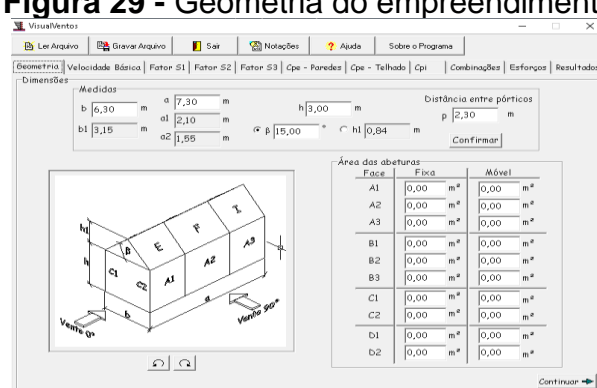 Figura 29 - Geometria do empreendiment
VisualVentos
Ler Arquivo Gravar Arquivo Sair Notações ? Ajuda Sobre o Programa
Geometria Velocidade Básica Fator S1 Fator S2 Fator S3 Cpe - Paredes Cpe - Telhado Cpi Combinações Esforços Resultados
Dimensões
Medidas
b 6,30 m a 7,30 m h 3,00 m Distância entre pórticos
b1 3,15 m a1 2,10 m β 15,00 ° h1 0,84 m p 2,30 m
a2 1,55 m Confirmar
Área das abeturas
Face Fixa Móvel
A1 0,00 m² 0,00 m²
A2 0,00 m² 0,00 m²
A3 0,00 m² 0,00 m²
B1 0,00 m² 0,00 m²
B2 0,00 m² 0,00 m²
B3 0,00 m² 0,00 m²
C1 0,00 m² 0,00 m²
C2 0,00 m² 0,00 m²
D1 0,00 m² 0,00 m²
D2 0,00 m² 0,00 m²
h1 β E F I
h C1 C2 A1 A2 A3
b a
Vento 0° Vento 90°
Continuar